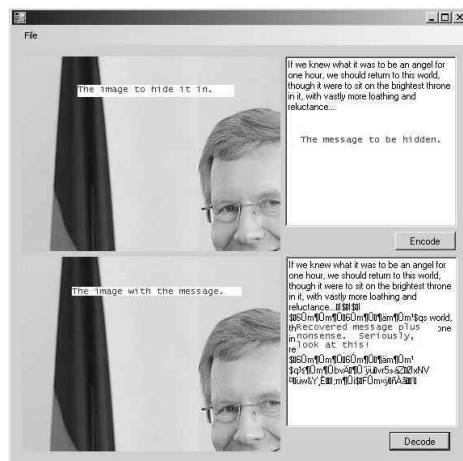 File
The image to hide it in.
If we knew what it was to be an angel for
one hour, we should return to this world,
though it were to sit on the brightest throne
in it, with vastly more loathing and
reluctance...
The message to be hidden.
Encode
The image with the message.
If we knew what it was to be an angel for
one hour, we should return to this world,
though it were to sit on the brightest throne
in it, with vastly more loathing and
reluctance...
world,
Recovered message plus one
in nonsense. Seriously,
re look at this!
Decode